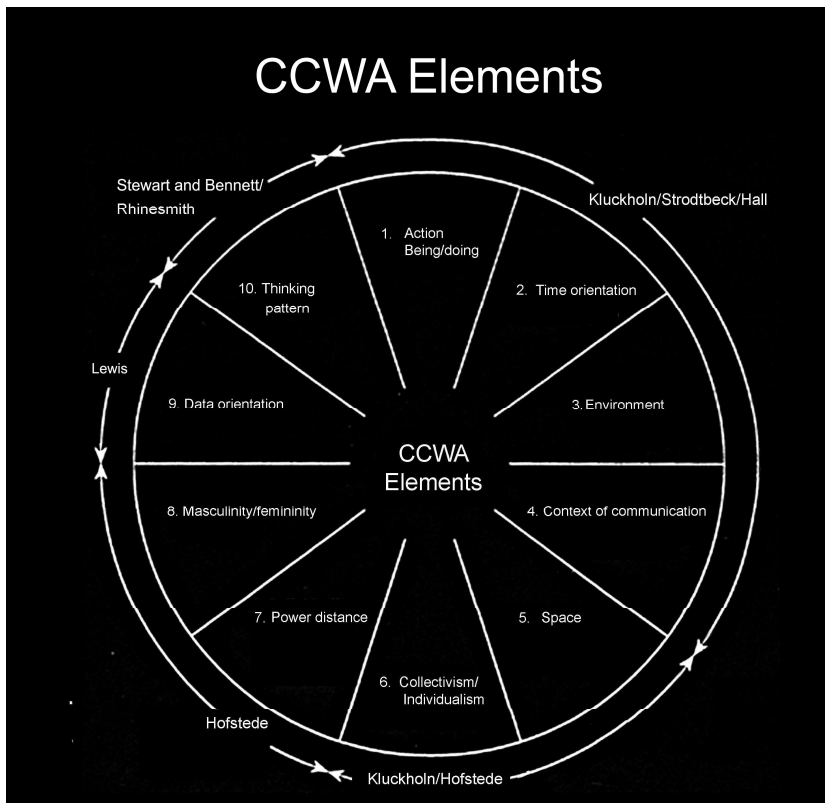 CCWA Elements
Stewart and Bennett/
Rhinesmith
Kluckholn/Strodtbeck/Hall
1. Action
Being/doing
2. Time orientation
10. Thinking
pattern
Lewis
9. Data orientation
3. Environment
CCWA
Elements
8. Masculinity/femininity
4. Context of communication
7. Power distance
5. Space
6. Collectivism/
Individualism
Hofstede
Kluckholn/Hofstede